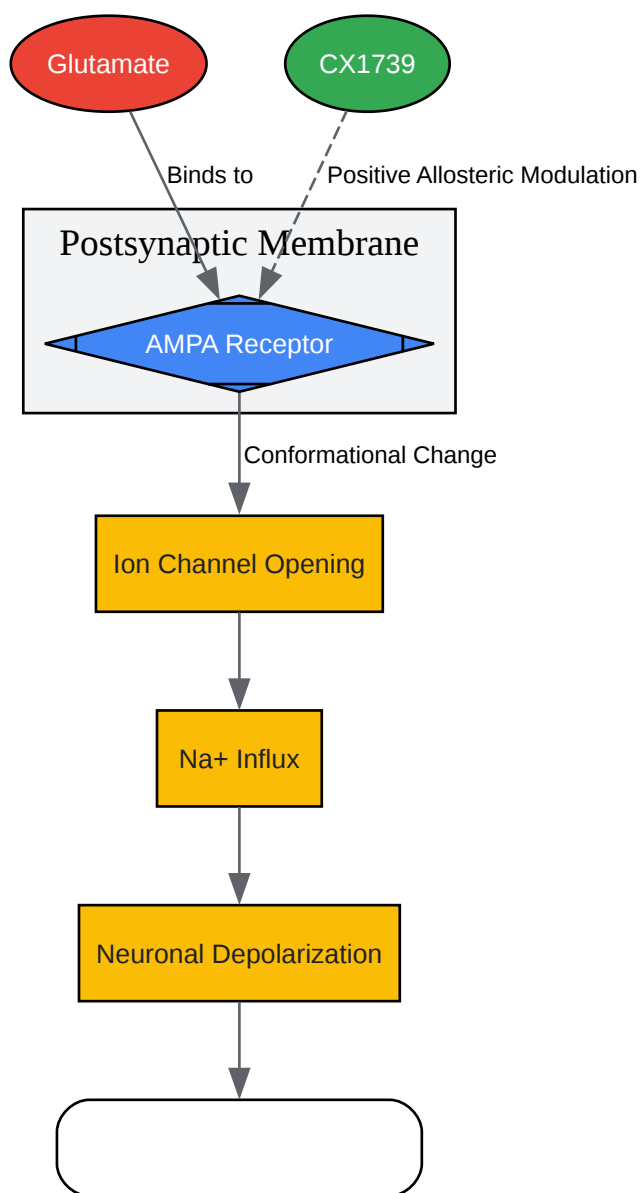 Glutamate
CX1739
Binds to
Positive Allosteric Modulation
Postsynaptic Membrane
AMPA Receptor
Conformational Change
Ion Channel Opening
Na+ Influx
Neuronal Depolarization